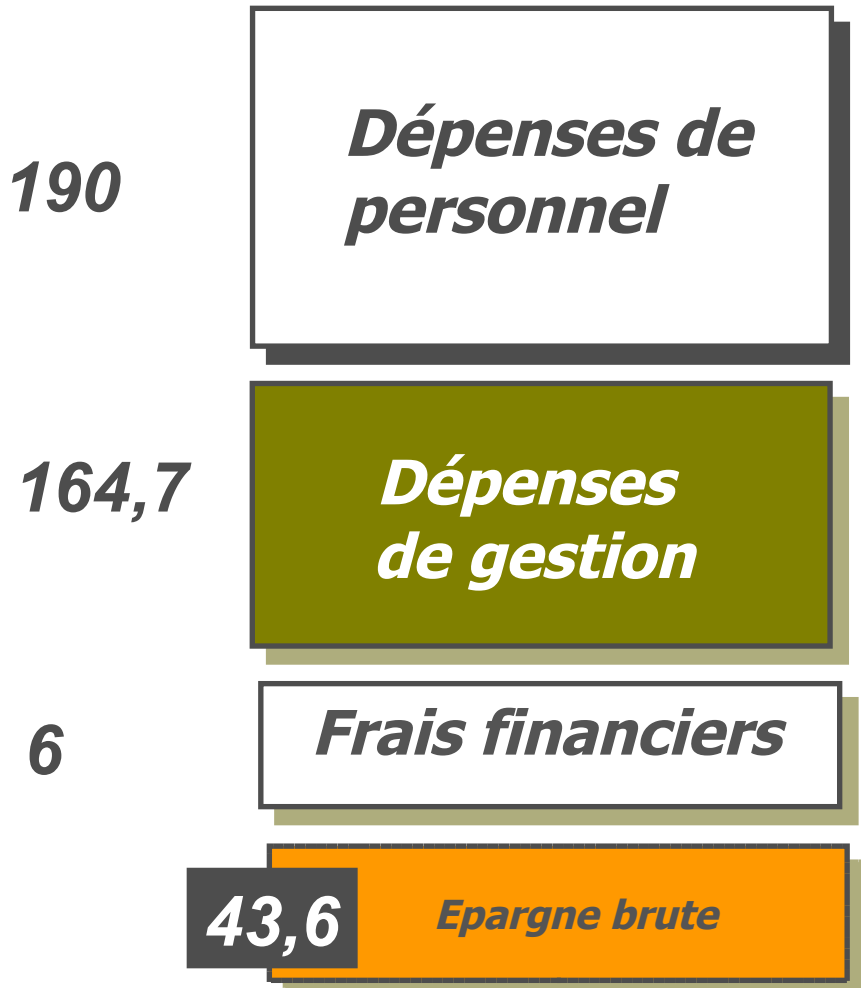 190
Dépenses de
personnel
164,7
Dépenses
de gestion
6
Frais financiers
43,6
Epargne brute